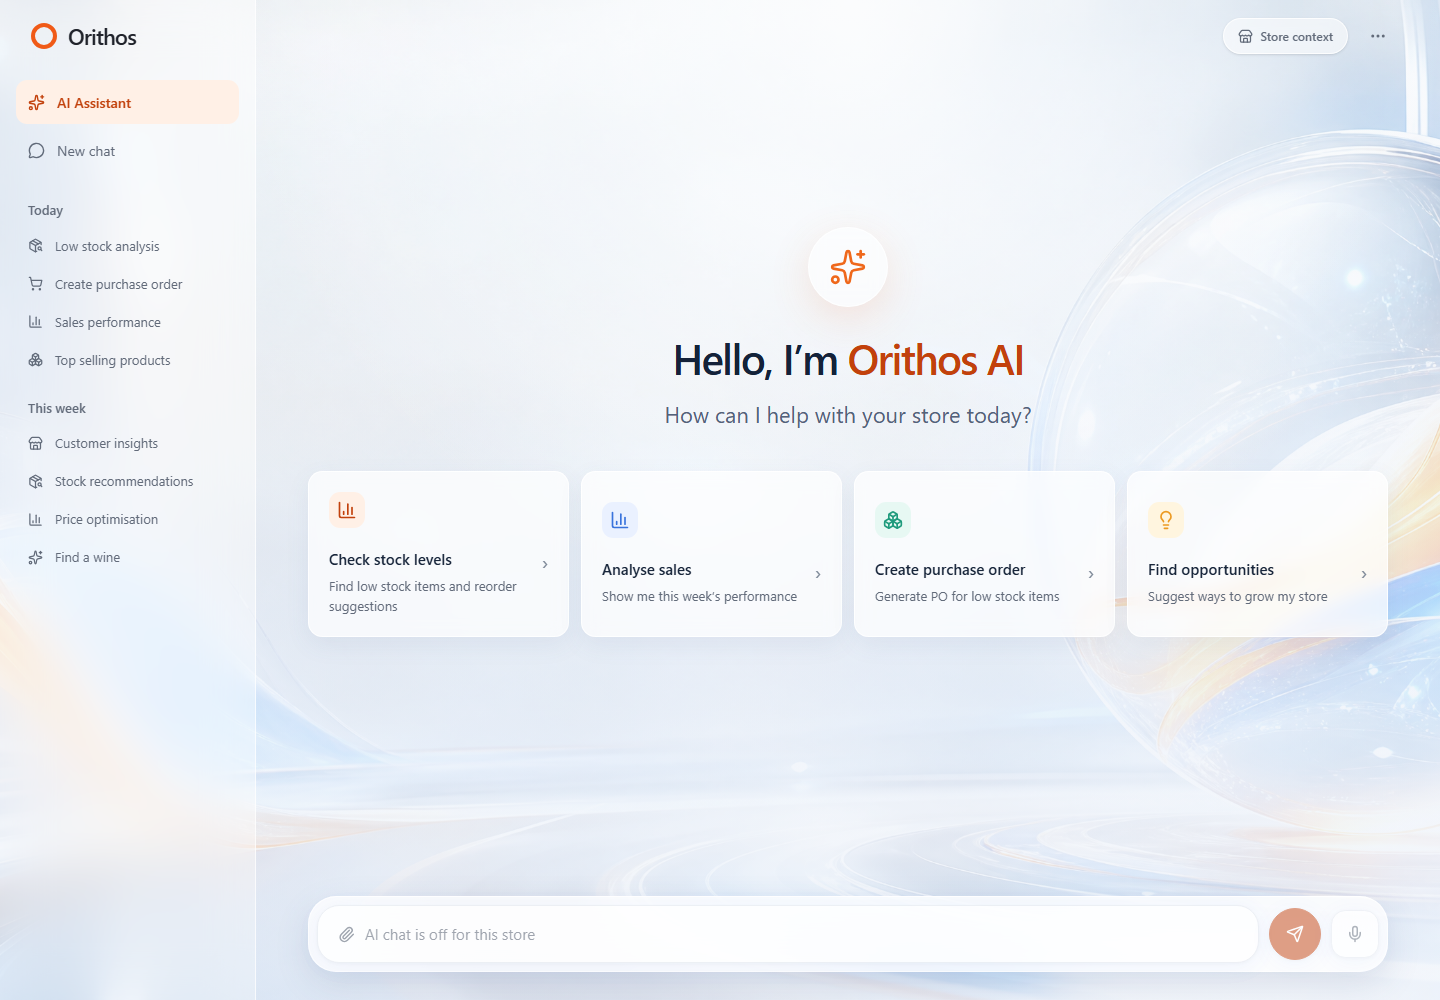 Orithos
AI Assistant
New chat
Today
Low stock analysis
Create purchase order
Sales performance
Top selling products
This week
Customer insights
Stock recommendations
Price optimisation
Find a wine
Store context
Hello, I’m Orithos AI
How can I help with your store today?
Check stock levels
Find low stock items and reorder
suggestions
Analyse sales
Show me this week’s performance
Create purchase order
Generate PO for low stock items
Find opportunities
Suggest ways to grow my store
AI chat is off for this store